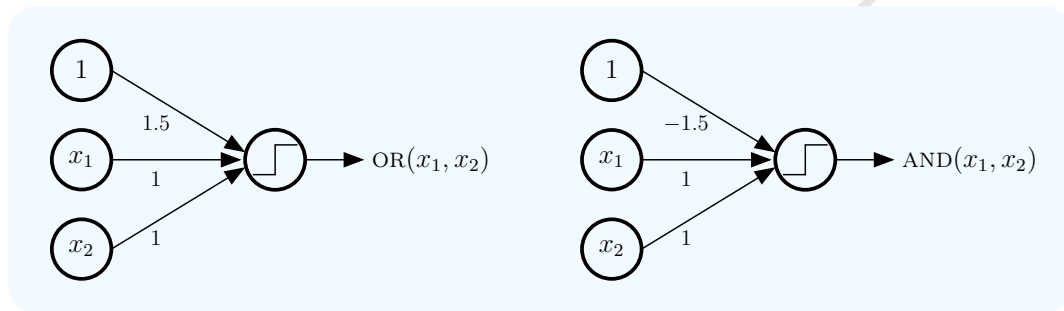 1
1.5
x₁
1
OR(x₁, x₂)
x₂
1
1
−1.5
x₁
1
AND(x₁, x₂)
x₂
1